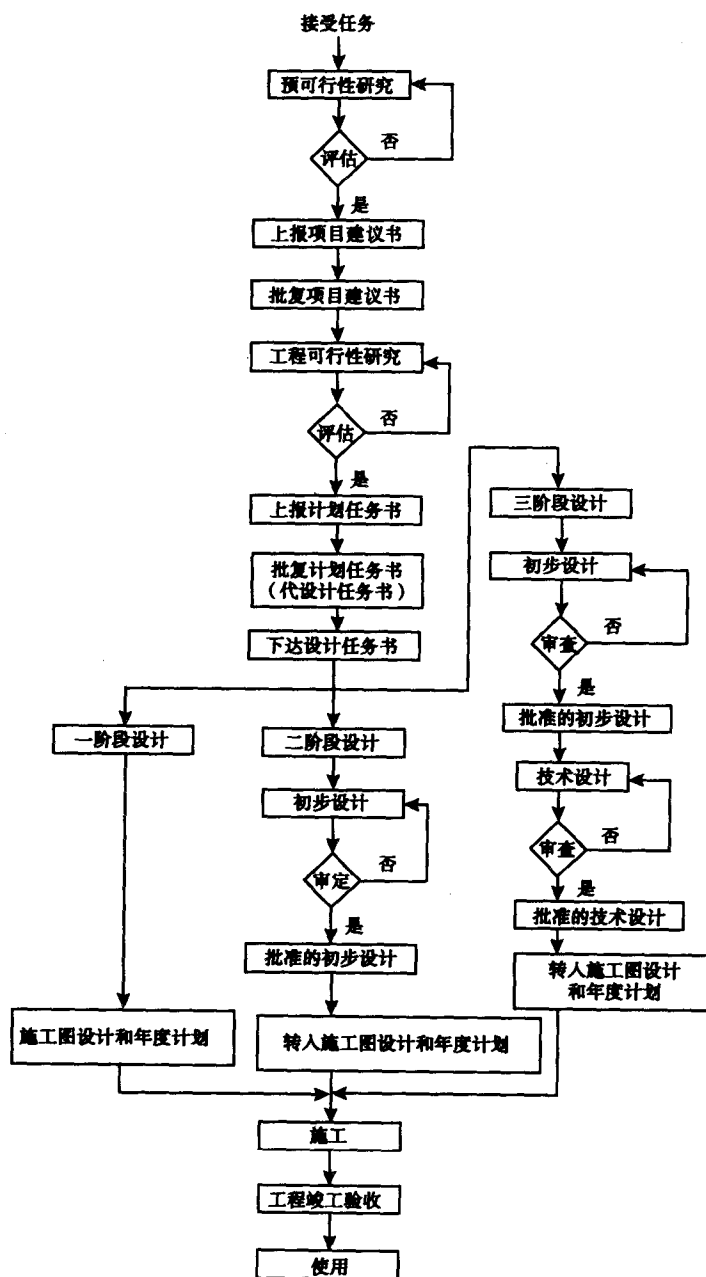 接受任务
预可行性研究
否
评估
是
上报项目建议书
批复项目建议书
工程可行性研究
否
评估
是
上报计划任务书
批复计划任务书
(代设计任务书)
下达设计任务书
三阶段设计
初步设计
否
审查
是
批准的初步设计
技术设计
否
审查
是
批准的技术设计
转人施工图设计
和年度计划
一阶段设计
施工图设计和年度计划
二阶段设计
初步设计
否
审定
是
批准的初步设计
转人施工图设计和年度计划
施工
工程竣工验收
使用